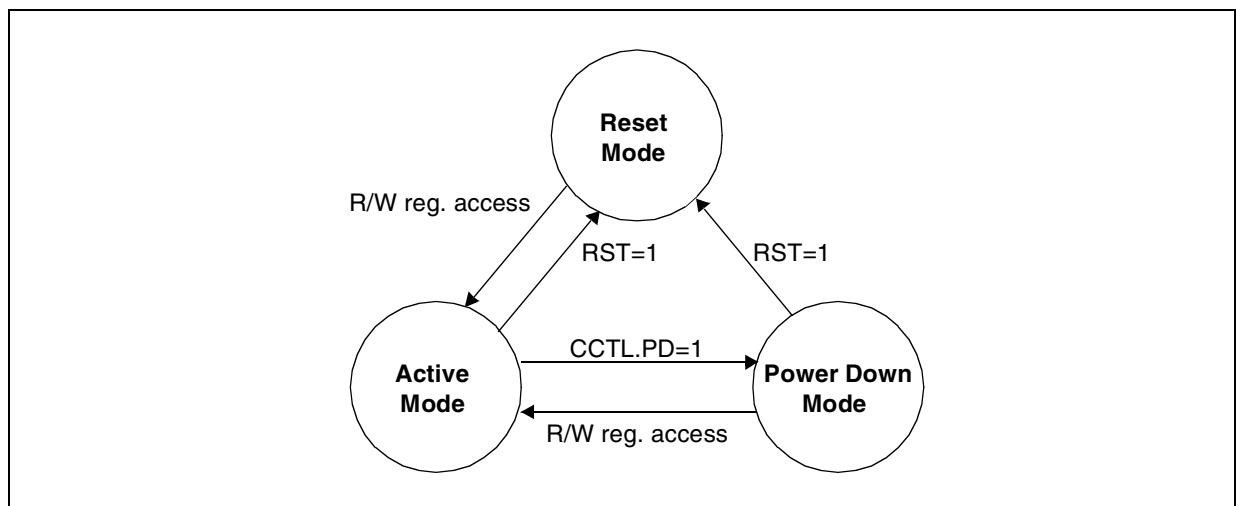 Reset
Mode
R/W reg. access
RST=1
RST=1
CCTL.PD=1
Active
Mode
Power Down
Mode
R/W reg. access